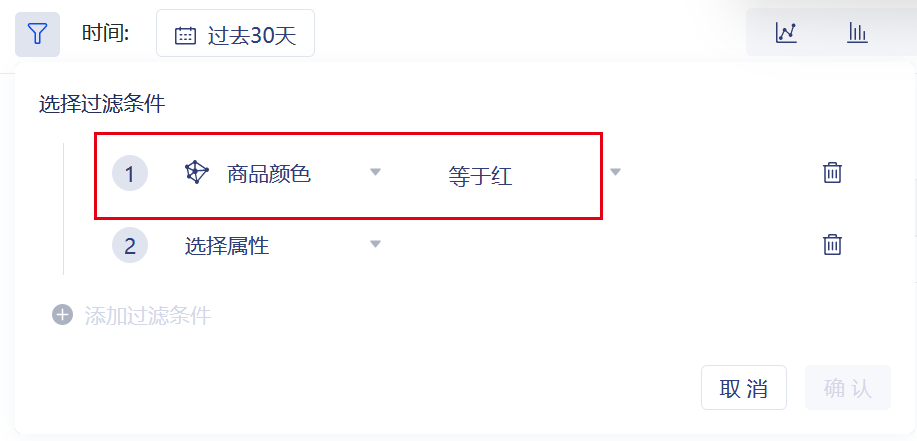 时间: 过去30天
选择过滤条件
1 商品颜色 等于红
2 选择属性
添加过滤条件
取消 确认